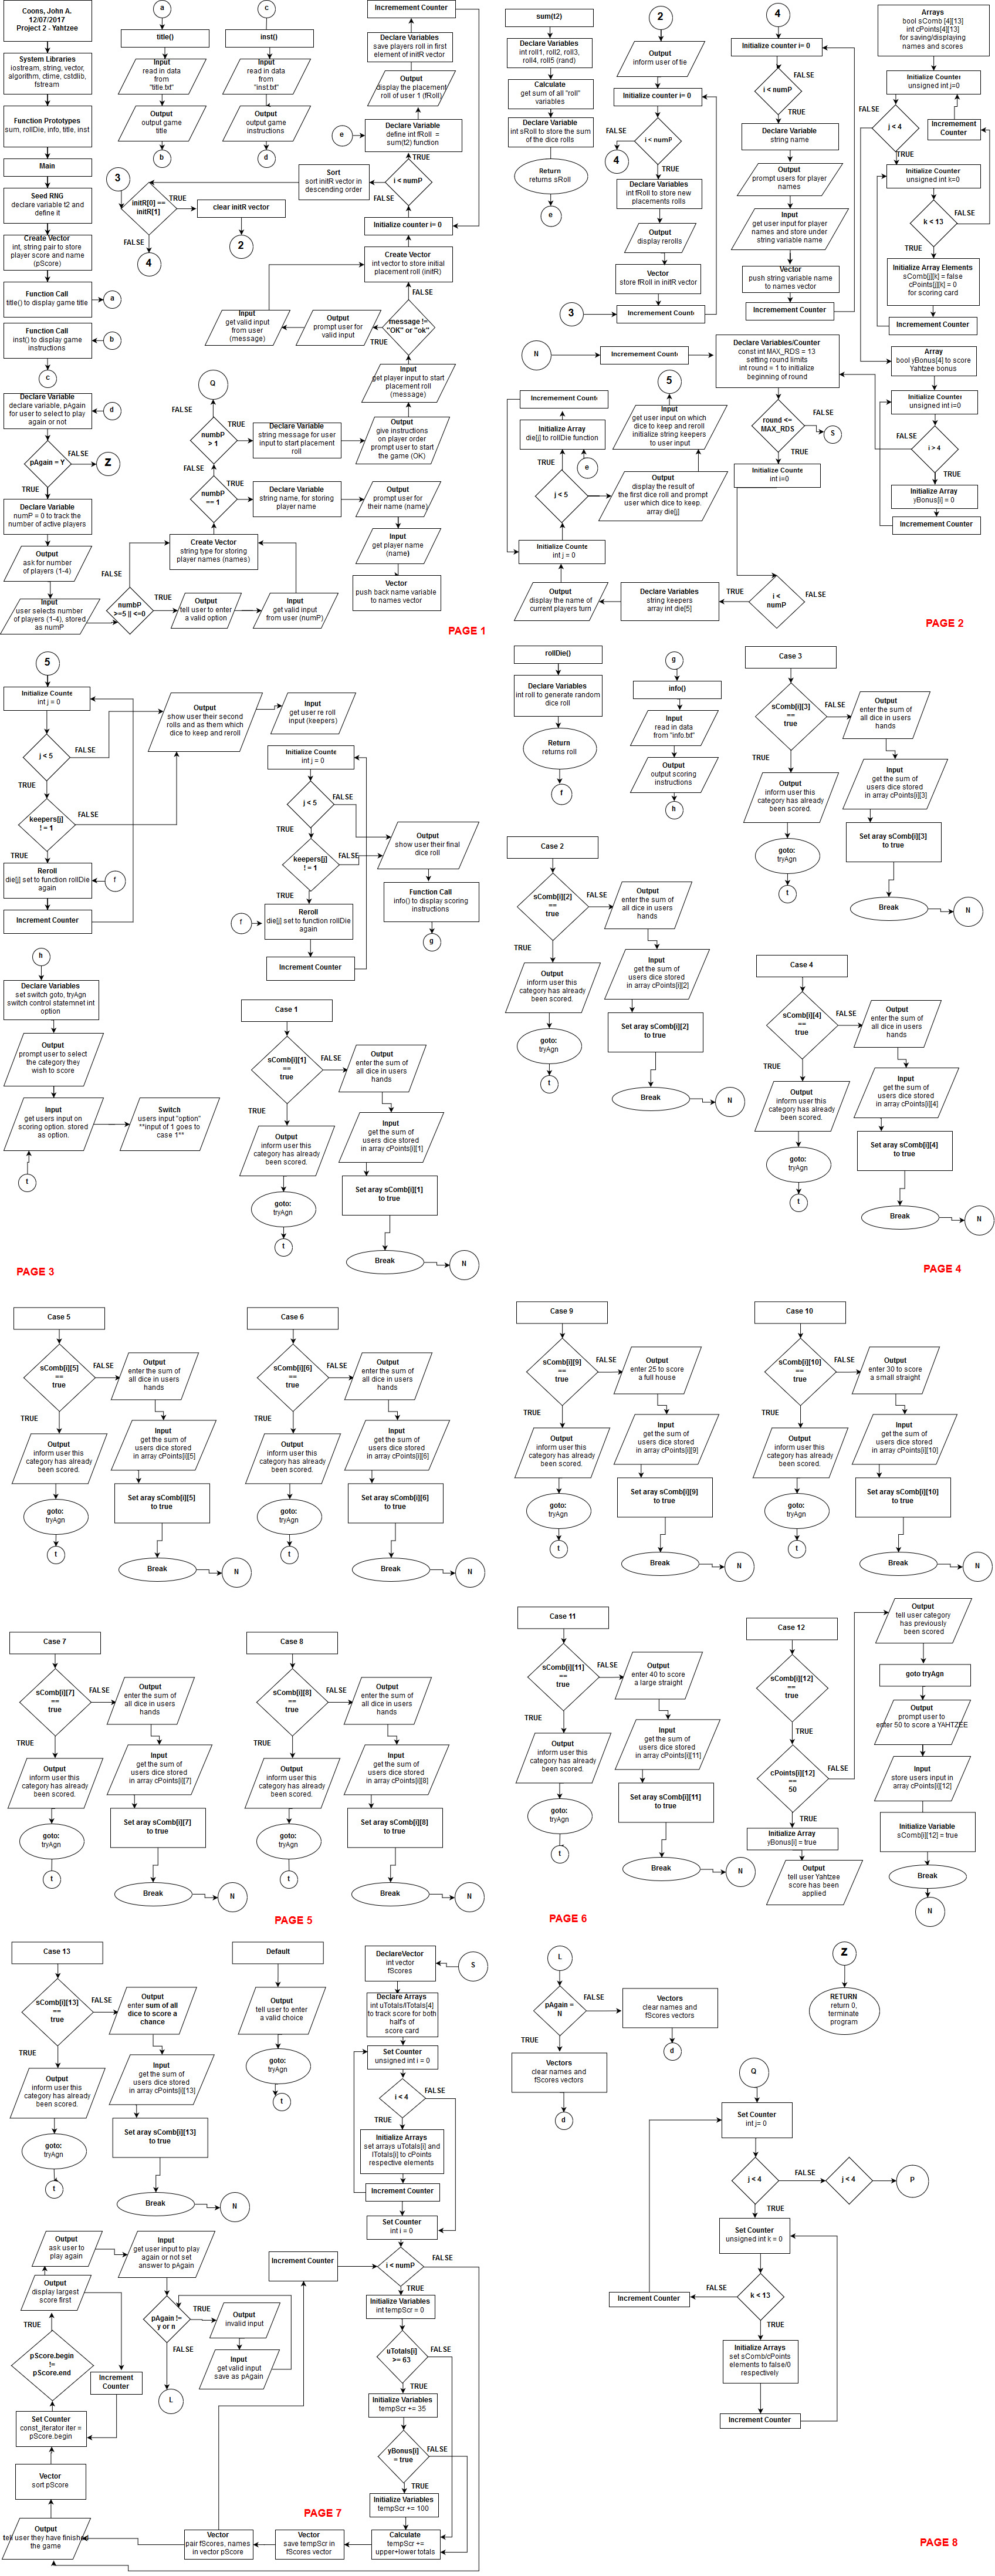 Coons, John A.
12/07/2017
Project 2 - Yahtzee
System Libraries
iostream, string, vector,
algorithm, ctime, cstdlib,
fstream
Function Prototypes
sum, rollDie, info, title, inst
Main
Seed RNG
declare variable t2 and
define it
Create Vector
int, string pair to store
player score and name
(pScore)
Function Call
title() to display game title
a
Function Call
inst() to display game
instructions
b
c
Declare Variable
declare variable, pAgain
for user to select to play
again or not
d
pAgain = Y
FALSE
Z
TRUE
Declare Variable
numP = 0 to track the
number of active players
Output
ask for number
of players (1-4)
Input
user selects number
of players (1-4), stored
as numP
a
title()
Input
read in data
from
"title.txt"
Output
output game
title
b
c
inst()
Input
read in data
from
"inst.txt"
Output
output game
instructions
d
Increment Counter
Declare Variables
save players roll in first
element of initR vector
Output
display the placement
roll of user 1 (fRoll)
e
Declare Variable
define int fRoll =
sum(t2) function
TRUE
i < numP
FALSE
Sort
sort initR vector in
descending order
3
initR[0] ==
initR[1]
TRUE
clear initR vector
2
FALSE
4
Initialize counter i= 0
Create Vector
int vector to store initial
placement roll (initR)
FALSE
message !=
"OK" or "ok"
TRUE
Output
prompt user for
valid input
Input
get valid input
from user
(message)
Input
get player input to start
placement roll
(message)
Q
FALSE
numbP
> 1
TRUE
Declare Variable
string message for user
input to start placement
roll
Output
give instructions
on player order
prompt user to start
the game (OK)
FALSE
numbP
== 1
TRUE
Declare Variable
string name, for storing
player name
Output
prompt user for
their name (name)
Input
get player name
(name)
Vector
push back name variable
to names vector
Create Vector
string type for storing
player names (names)
FALSE
numbP
>=5 || <=0
TRUE
Output
tell user to enter
a valid option
Input
get valid input
from user (numP)
PAGE 1
sum(t2)
Declare Variables
int roll1, roll2, roll3,
roll4, roll5 (rand)
Calculate
get sum of all "roll"
variables
Declare Variable
int sRoll to store the sum
of the dice rolls
Return
returns sRoll
e
2
Output
inform user of tie
Initialize counter i= 0
FALSE
i < numP
4
TRUE
Declare Variables
int fRoll to store new
placements rolls
Output
display rerolls
Vector
store fRoll in initR vector
3
Increment Counter
4
Initialize counter i= 0
FALSE
i < numP
TRUE
Declare Variable
string name
Output
prompt users for player
names
Input
get user input for player
names and store under
string variable name
Vector
push string variable name
to names vector
Increment Counter
Arrays
bool sComb [4][13]
int cPoints[4][13]
for saving/displaying
names and scores
Initialize Counter
unsigned int j=0
FALSE
j < 4
Increment
Counter
TRUE
Initialize Counter
unsigned int k=0
FALSE
k < 13
TRUE
Initialize Array Elements
sComb[j][k] = false
cPoints[j][k] = 0
for scoring card
Increment Counter
Array
bool yBonus[4] to score
Yahtzee bonus
Initialize Counter
unsigned int i=0
FALSE
i > 4
TRUE
Initialize Array
yBonus[i] = 0
Increment Counter
N
Increment Counter
Declare Variables/Counter
const int MAX_RDS = 13
setting round limits
int round = 1 to initialize
beginning of round
round <=
MAX_RDS
FALSE
S
TRUE
Initialize Counter
int i=0
i <
numP
FALSE
TRUE
Declare Variables
string keepers
array int die[5]
Output
display the name of
current players turn
Initialize Counter
int j = 0
j < 5
TRUE
FALSE
Initialize Array
die[j] to rollDie function
e
Increment Counter
Output
display the result of
the first dice roll and prompt
user which dice to keep.
array die[j]
Input
get user input on which
dice to keep and reroll
initialize string keepers
to user input
5
PAGE 2
5
Initialize Counter
int j = 0
j < 5
FALSE
TRUE
keepers[j]
! = 1
FALSE
TRUE
Reroll
die[j] set to function rollDie
again
f
Increment Counter
Output
show user their second
rolls and as them which
dice to keep and reroll
Input
get user re roll
input (keepers)
Initialize Counter
int j = 0
j < 5
FALSE
TRUE
keepers[j]
! = 1
FALSE
TRUE
f
Reroll
die[j] set to function rollDie
again
Increment Counter
Output
show user their final
dice roll
Function Call
info() to display scoring
instructions
g
h
Declare Variables
set switch goto, tryAgn
switch control statemnet int
option
Output
prompt user to select
the category they
wish to score
Input
get users input on
scoring option. stored
as option.
t
Switch
users input "option"
**input of 1 goes to
case 1**
Case 1
sComb[i][1]
==
true
FALSE
TRUE
Output
enter the sum of
all dice in users
hands
Output
inform user this
category has already
been scored.
Input
get the sum of
users dice stored
in array cPoints[i][1]
goto:
tryAgn
t
Set aray sComb[i][1]
to true
Break
N
PAGE 3
rollDie()
Declare Variables
int roll to generate random
dice roll
Return
returns roll
f
g
info()
Input
read in data
from "info.txt"
Output
output scoring
instructions
h
Case 3
sComb[i][3]
==
true
FALSE
TRUE
Output
enter the sum of
all dice in users
hands
Output
inform user this
category has already
been scored.
Input
get the sum of
users dice stored
in array cPoints[i][3]
goto:
tryAgn
t
Set aray sComb[i][3]
to true
Break
N
Case 2
sComb[i][2]
==
true
FALSE
TRUE
Output
enter the sum of
all dice in users
hands
Output
inform user this
category has already
been scored.
Input
get the sum of
users dice stored
in array cPoints[i][2]
goto:
tryAgn
t
Set aray sComb[i][2]
to true
Break
N
Case 4
sComb[i][4]
==
true
FALSE
TRUE
Output
enter the sum of
all dice in users
hands
Output
inform user this
category has already
been scored.
Input
get the sum of
users dice stored
in array cPoints[i][4]
goto:
tryAgn
t
Set aray sComb[i][4]
to true
Break
N
PAGE 4
Case 5
sComb[i][5]
==
true
FALSE
TRUE
Output
enter the sum of
all dice in users
hands
Output
inform user this
category has already
been scored.
Input
get the sum of
users dice stored
in array cPoints[i][5]
goto:
tryAgn
t
Set aray sComb[i][5]
to true
Break
N
Case 6
sComb[i][6]
==
true
FALSE
TRUE
Output
enter the sum of
all dice in users
hands
Output
inform user this
category has already
been scored.
Input
get the sum of
users dice stored
in array cPoints[i][6]
goto:
tryAgn
t
Set aray sComb[i][6]
to true
Break
N
Case 7
sComb[i][7]
==
true
FALSE
TRUE
Output
enter the sum of
all dice in users
hands
Output
inform user this
category has already
been scored.
Input
get the sum of
users dice stored
in array cPoints[i][7]
goto:
tryAgn
t
Set aray sComb[i][7]
to true
Break
N
Case 8
sComb[i][8]
==
true
FALSE
TRUE
Output
enter the sum of
all dice in users
hands
Output
inform user this
category has already
been scored.
Input
get the sum of
users dice stored
in array cPoints[i][8]
goto:
tryAgn
t
Set aray sComb[i][8]
to true
Break
N
PAGE 5
Case 9
sComb[i][9]
==
true
FALSE
TRUE
Output
enter 25 to score
a full house
Output
inform user this
category has already
been scored.
Input
get the sum of
users dice stored
in array cPoints[i][9]
goto:
tryAgn
t
Set aray sComb[i][9]
to true
Break
N
Case 10
sComb[i][10]
==
true
FALSE
TRUE
Output
enter 30 to score
a small straight
Output
inform user this
category has already
been scored.
Input
get the sum of
users dice stored
in array cPoints[i][10]
goto:
tryAgn
t
Set aray sComb[i][10]
to true
Break
N
Case 11
sComb[i][11]
==
true
FALSE
TRUE
Output
enter 40 to score
a large straight
Output
inform user this
category has already
been scored.
Input
get the sum of
users dice stored
in array cPoints[i][11]
goto:
tryAgn
t
Set aray sComb[i][11]
to true
Break
N
Case 12
sComb[i][12]
==
true
TRUE
cPoints[i][12]
==
50
FALSE
TRUE
Initialize Array
yBonus[i] = true
Output
tell user Yahtzee
score has been
applied
Output
tell user category
has previously
been scored
goto tryAgn
Output
prompt user to
enter 50 to score a YAHTZEE
Input
store users input in
array cPoints[i][12]
Initialize Variable
sComb[i][12] = true
Break
N
PAGE 6
Case 13
sComb[i][13]
==
true
FALSE
TRUE
Output
enter sum of all
dice to score a
chance
Output
inform user this
category has already
been scored.
Input
get the sum of
users dice stored
in array cPoints[i][13]
goto:
tryAgn
t
Set aray sComb[i][13]
to true
Break
N
Default
Output
tell user to enter
a valid choice
goto:
tryAgn
t
DeclareVector
int vector
fScores
S
Declare Arrays
int uTotals/lTotals[4]
to track score for both
half's of
score card
Set Counter
unsigned int i = 0
i < 4
FALSE
TRUE
Initialize Arrays
set arrays uTotals[i] and
lTotals[i] to cPoints
respective elements
Increment Counter
Set Counter
int i = 0
Increment Counter
i < numP
FALSE
TRUE
Initialize Variables
int tempScr = 0
uTotals[i]
>= 63
FALSE
TRUE
Initialize Variables
tempScr += 35
yBonus[i]
= true
FALSE
TRUE
Initialize Variables
tempScr += 100
Calculate
tempScr +=
upper+lower totals
Vector
save tempScr in
fScores vector
Vector
pair fScores, names
in vector pScore
Output
tell user they have finished
the game
Vector
sort pScore
Set Counter
const_iterator iter =
pScore.begin
pScore.begin
!=
pScore.end
TRUE
Increment
Counter
Output
display largest
score first
Output
ask user to
play again
Input
get user input to play
again or not set
answer to pAgain
pAgain !=
y or n
TRUE
FALSE
Output
invalid input
Input
get valid input
save as pAgain
L
PAGE 7
L
pAgain =
N
FALSE
TRUE
Vectors
clear names and
fScores vectors
d
Vectors
clear names and
fScores vectors
d
Z
RETURN
return 0,
terminate
program
Q
Set Counter
int j= 0
j < 4
FALSE
j < 4
P
TRUE
Set Counter
unsigned int k = 0
k < 13
FALSE
Increment Counter
TRUE
Initialize Arrays
set sComb/cPoints
elements to false/0
respectively
Increment Counter
PAGE 8